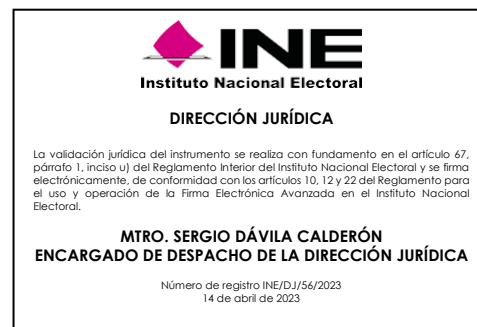 INE
Instituto Nacional Electoral
DIRECCIÓN JURÍDICA
La validación jurídica del instrumento se realiza con fundamento en el artículo 67,
párrafo 1, inciso u) del Reglamento Interior del Instituto Nacional Electoral y se firma
electrónicamente, de conformidad con los artículos 10, 12 y 22 del Reglamento para
el uso y operación de la Firma Electrónica Avanzada en el Instituto Nacional
Electoral.
MTRO. SERGIO DÁVILA CALDERÓN
ENCARGADO DE DESPACHO DE LA DIRECCIÓN JURÍDICA
Número de registro INE/DJ/56/2023
14 de abril de 2023